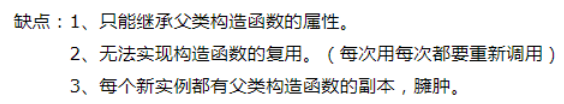 缺点：1、只能继承父类构造函数的属性。
2、无法实现构造函数的复用。（每次用每次都要重新调用）
3、每个新实例都有父类构造函数的副本，臃肿。